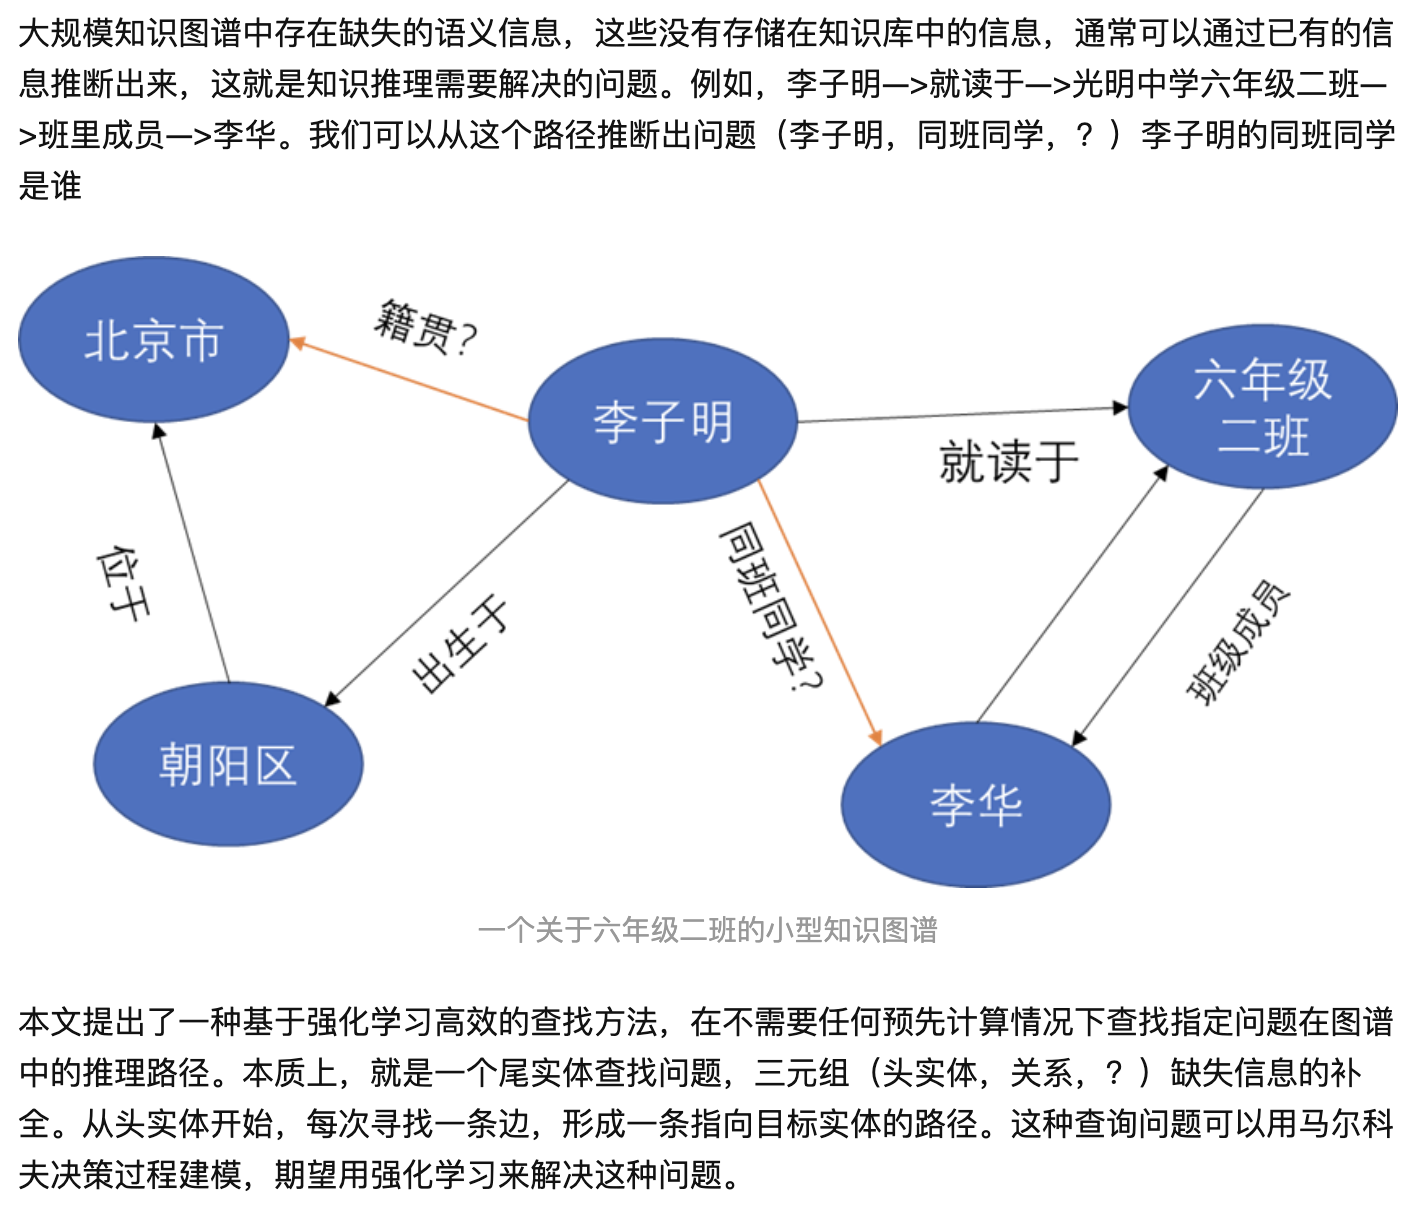 大规模知识图谱中存在缺失的语义信息，这些没有存储在知识库中的信息，通常可以通过已有的信
息推断出来，这就是知识推理需要解决的问题。例如，李子明—>就读于—>光明中学六年级二班—
>班里成员—>李华。我们可以从这个路径推断出问题（李子明，同班同学，？）李子明的同班同学
是谁
北京市
籍贯？
李子明
六年级
二班
就读于
位于
出生于
同班同学？
班级成员
朝阳区
李华
一个关于六年级二班的小型知识图谱
本文提出了一种基于强化学习高效的查找方法，在不需要任何预先计算情况下查找指定问题在图谱
中的推理路径。本质上，就是一个尾实体查找问题，三元组（头实体，关系，？）缺失信息的补
全。从头实体开始，每次寻找一条边，形成一条指向目标实体的路径。这种查询问题可以用马尔科
夫决策过程建模，期望用强化学习来解决这种问题。